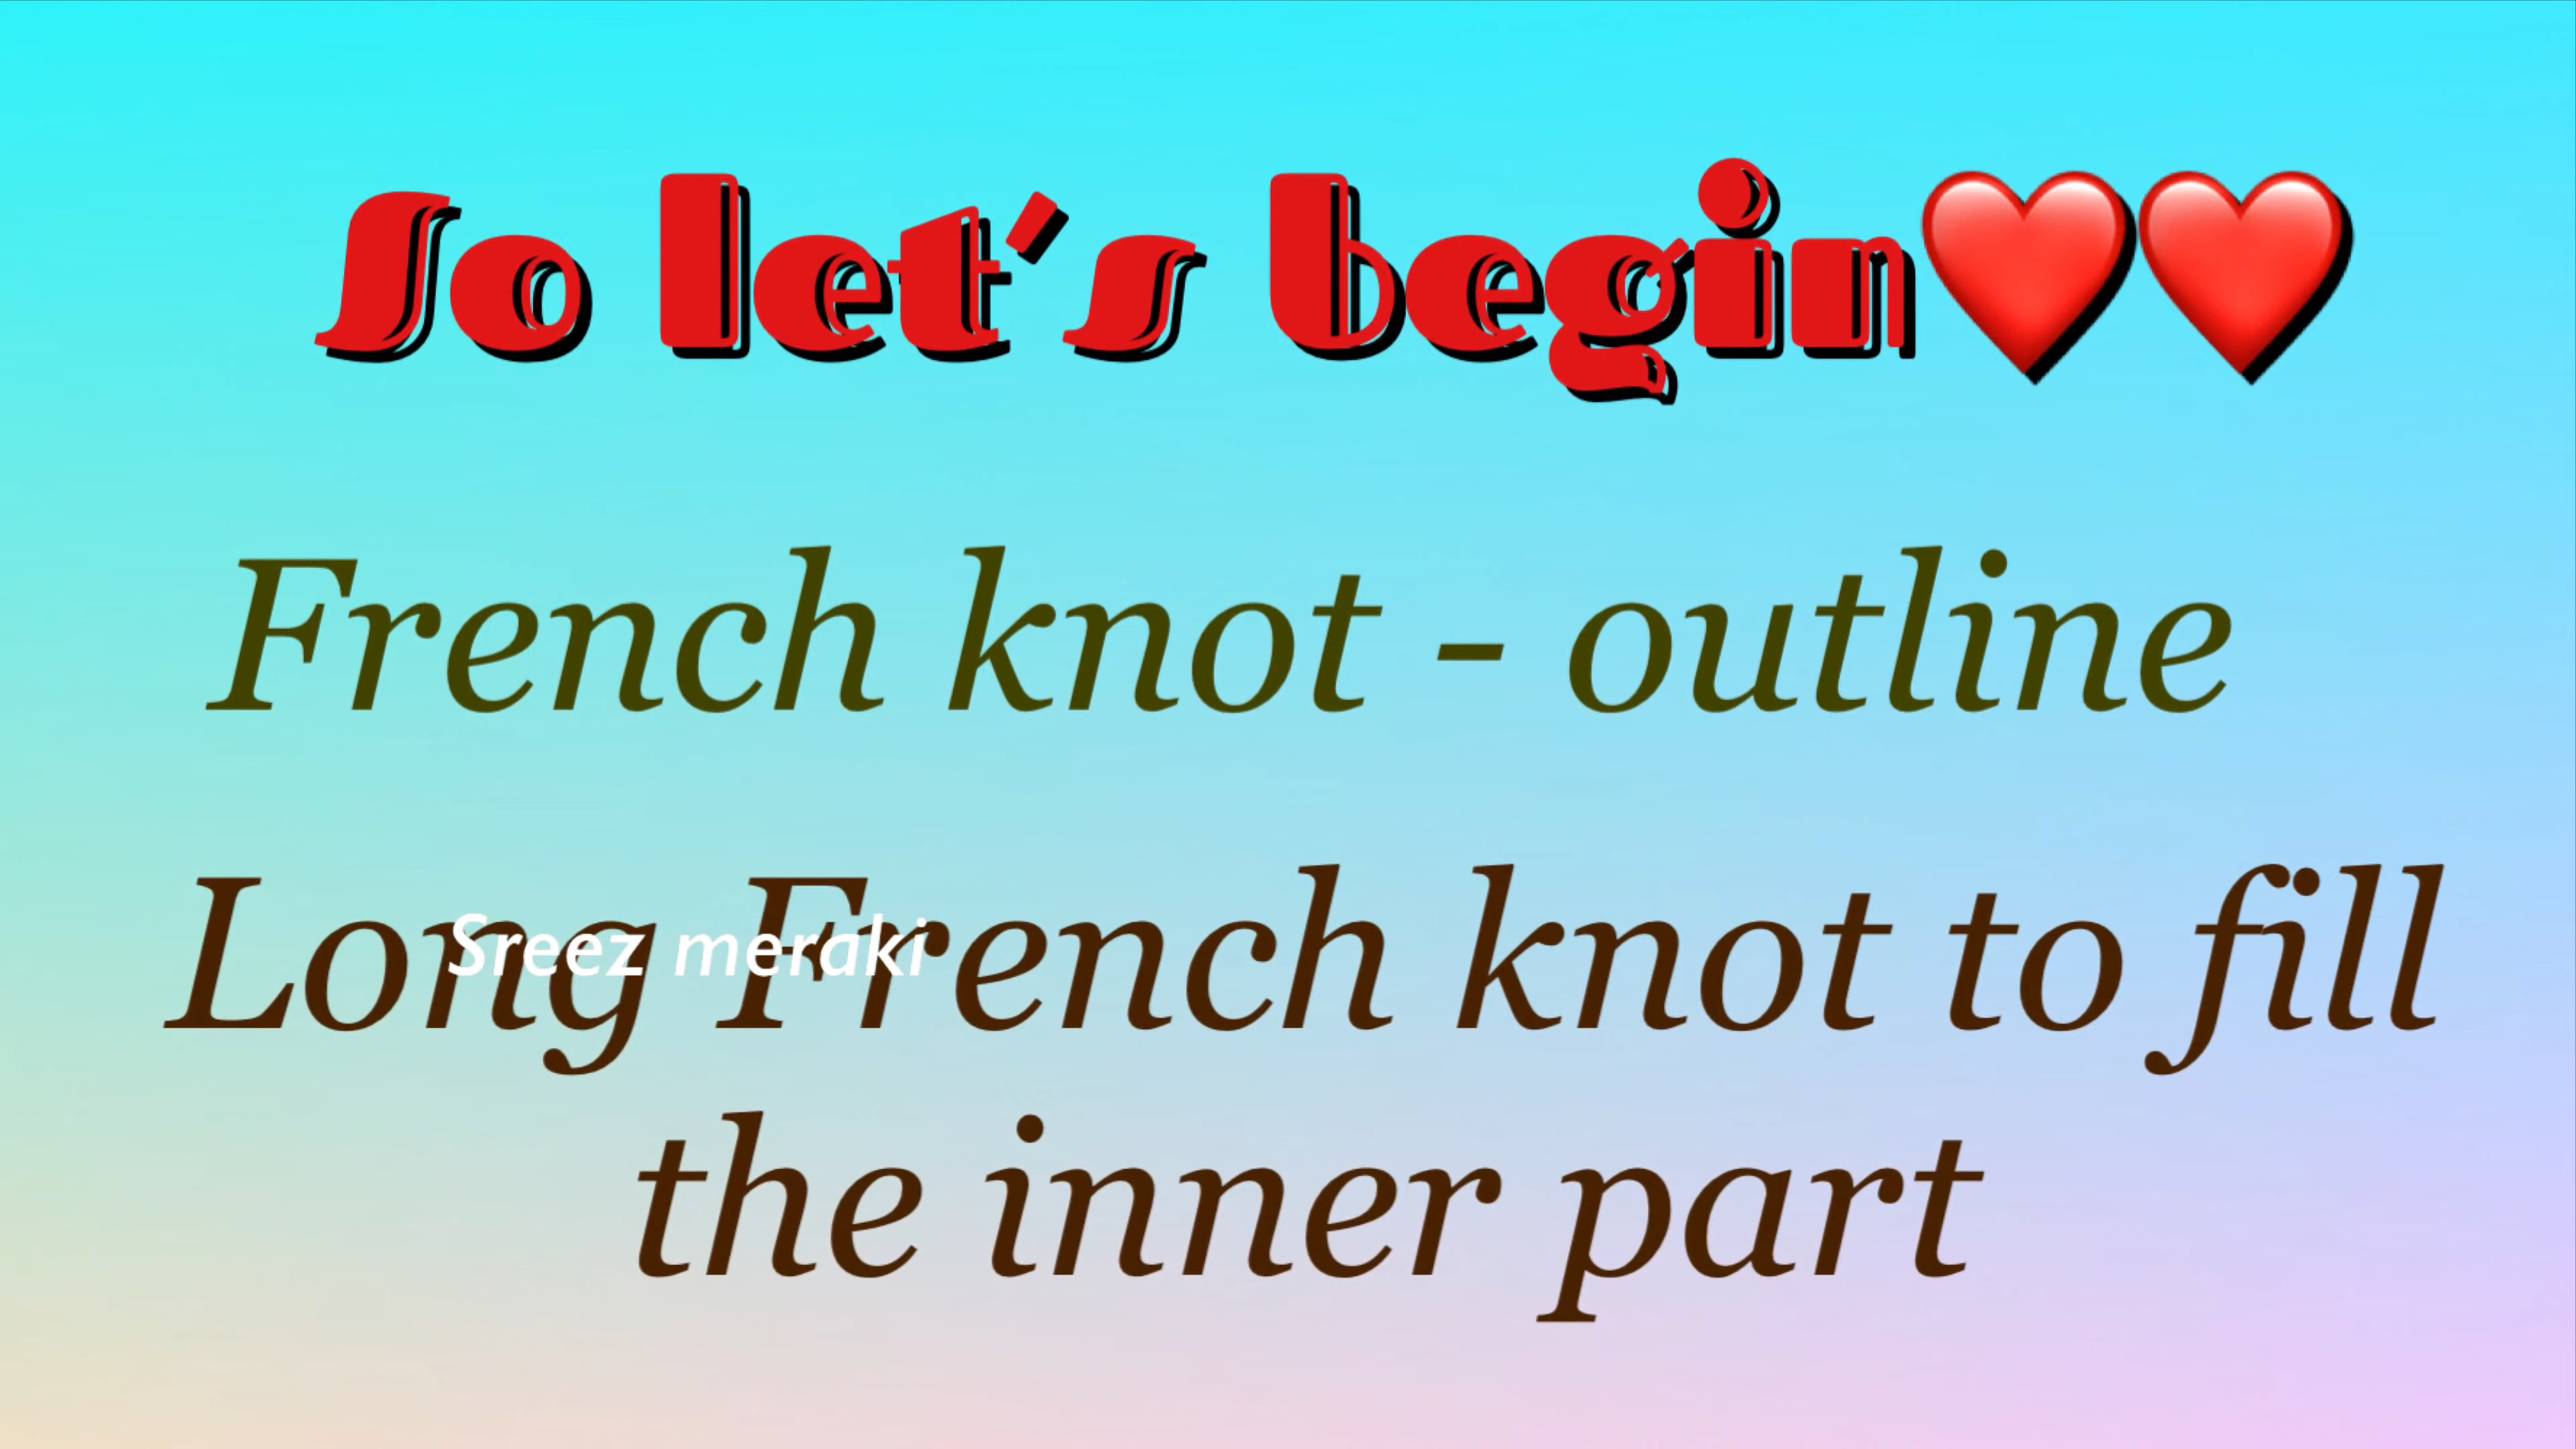 So let's begin❤️❤️
French knot - outline
Long French knot to fill
Sreez meraki
the inner part